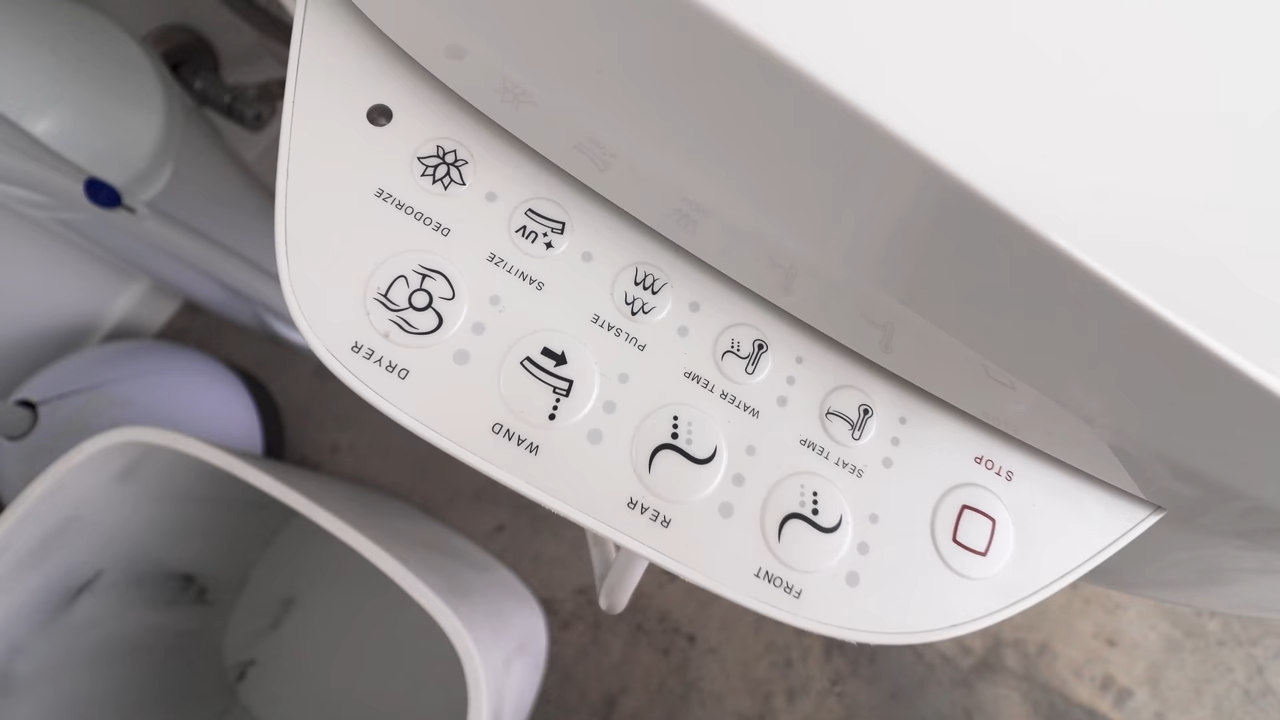 STOP
FRONT
REAR
WAND
DRYER
SEAT TEMP
WATER TEMP
PULSATE
SANITIZE
UV
DEODORIZE